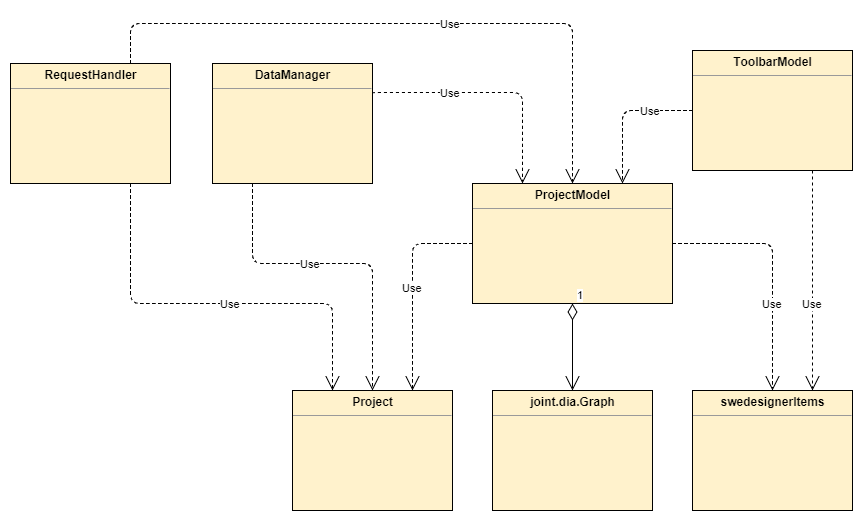 Use
RequestHandler
DataManager
ToolbarModel
Use
Use
ProjectModel
Use
Use
1
Use
Use
Use
Project
joint.dia.Graph
swedesignerItems